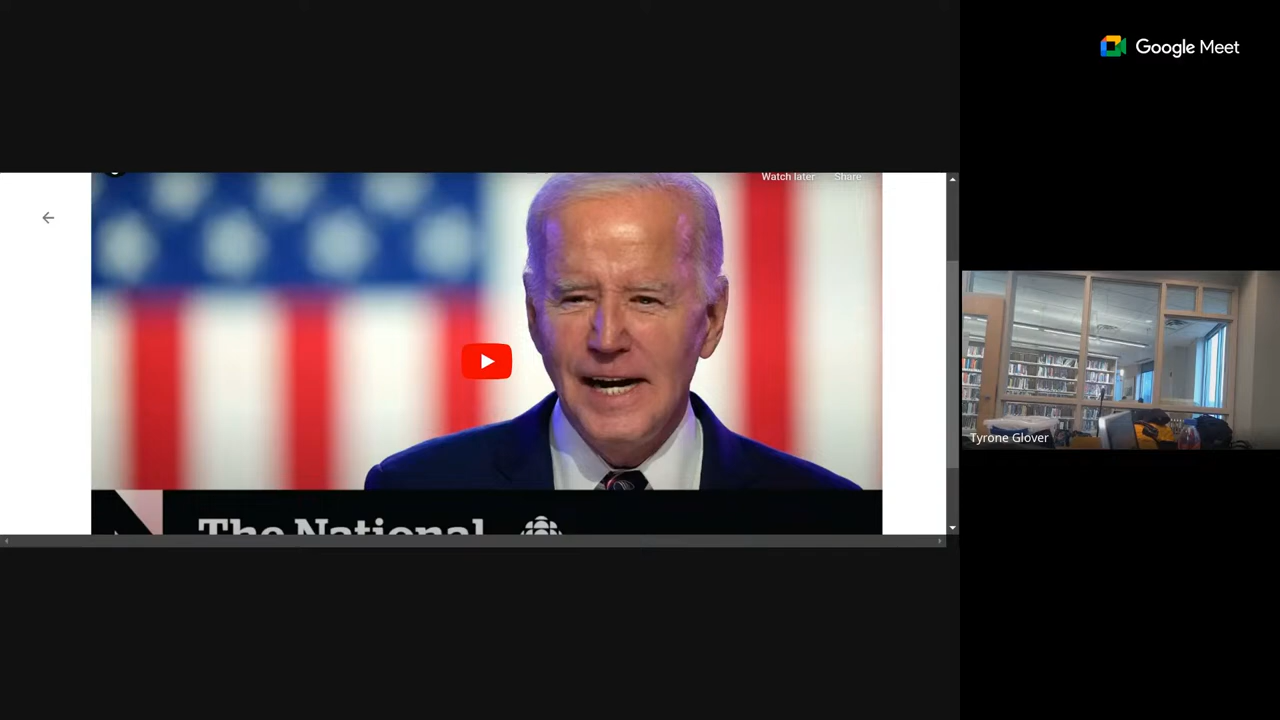 Google Meet
Watch later
Share
The National
Tyrone Glover